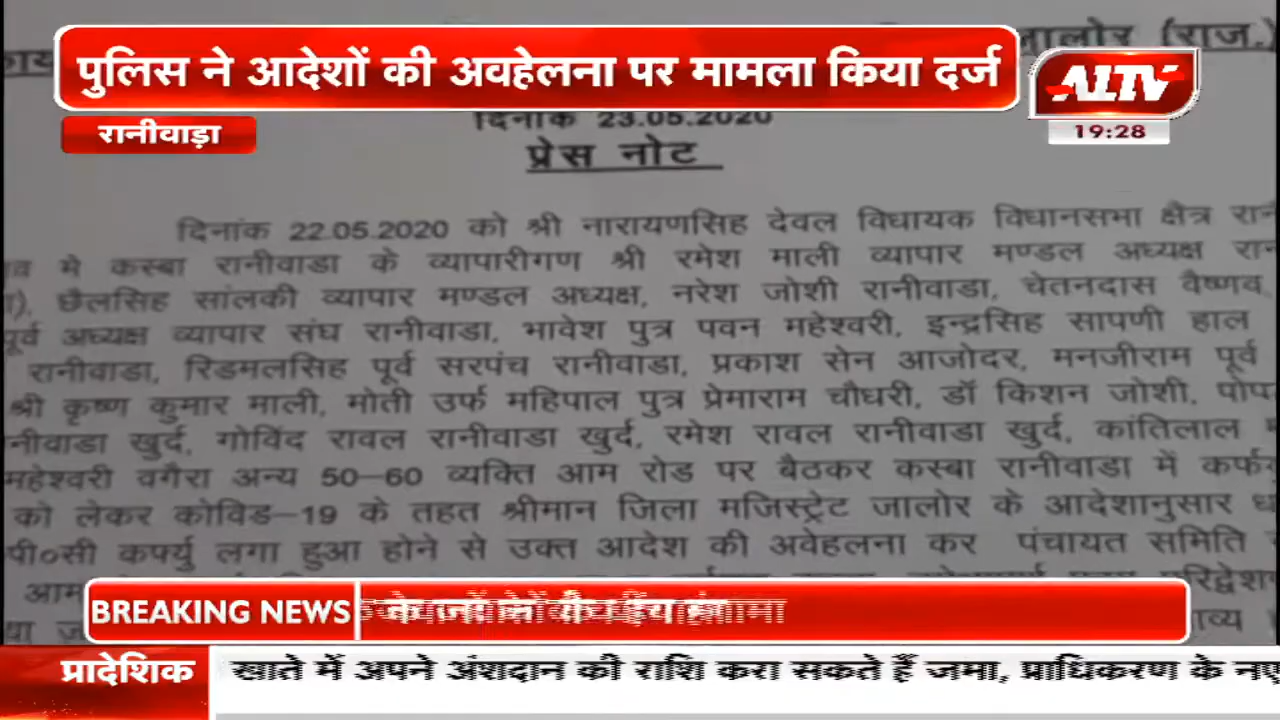 जालोर (राज.)
पुलिस ने आदेशों की अवहेलना पर मामला किया दर्ज
ALTV
19:28
रानीवाड़ा
दिनांक 23.05.2020
प्रेस नोट
दिनांक 22.05.2020 को श्री नारायणसिह देवल विधायक विधानसभा क्षैत्र
मे कस्बा रानीवाडा के व्यापारीगण श्री रमेश माली व्यापार मण्डल अध्यक्ष
छैलसिह सांलकी व्यापार मण्डल अध्यक्ष, नरेश जोशी रानीवाडा, चेतनदास वैष्णव
पूर्व अध्यक्ष व्यापार संघ रानीवाडा, भावेश पुत्र पवन महेश्वरी, इन्द्रसिह सापणी हाल
रानीवाडा, रिडमलसिह पूर्व सरपंच रानीवाडा, प्रकाश सेन आजोदर, मनजीराम पूर्व
श्री कृष्ण कुमार माली, मोती उर्फ महिपाल पुत्र प्रेमाराम चौधरी, डॉ किशन जोशी,
नीवाडा खुर्द, गोविंद रावल रानीवाडा खुर्द, रमेश रावल रानीवाडा खुर्द, कांतिलाल
महेश्वरी वगैरा अन्य 50–60 व्यक्ति आम रोड पर बैठकर कस्बा रानीवाडा में
को लेकर कोविड–19 के तहत श्रीमान जिला मजिस्ट्रेट जालोर के आदेशानुसार
पी०सी कर्फ्यु लगा हुआ होने से उक्त आदेश की अवेहलना कर पंचायत समिति
आम
BREAKING NEWS
प्रादेशिक
खाते में अपने अंशदान की राशि करा सकते हैं जमा, प्राधिकरण के